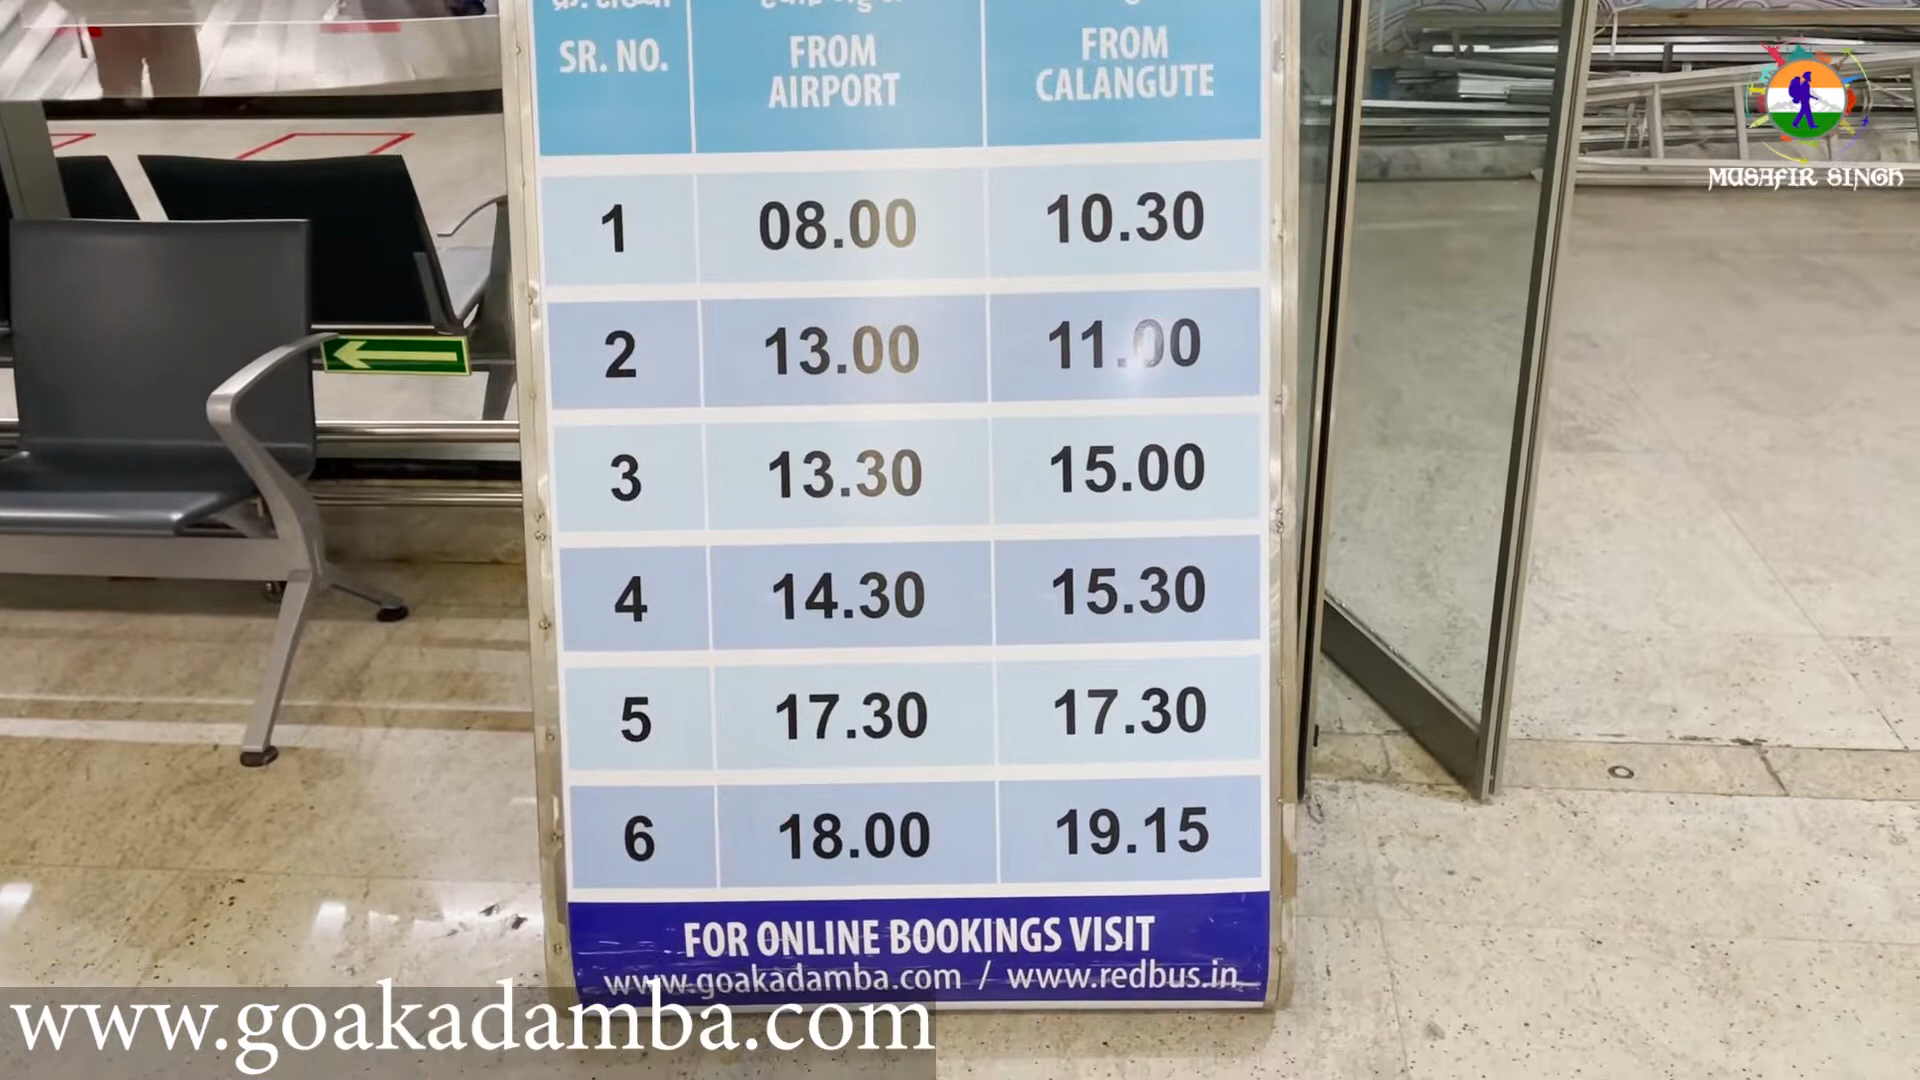 SR. NO.
FROM
AIRPORT
FROM
CALANGUTE
1 08.00 10.30
2 13.00 11.00
3 13.30 15.00
4 14.30 15.30
5 17.30 17.30
6 18.00 19.15
FOR ONLINE BOOKINGS VISIT
www.goakadamba.com / www.redbus.in
www.goakadamba.com
MUSAFIR SINGH